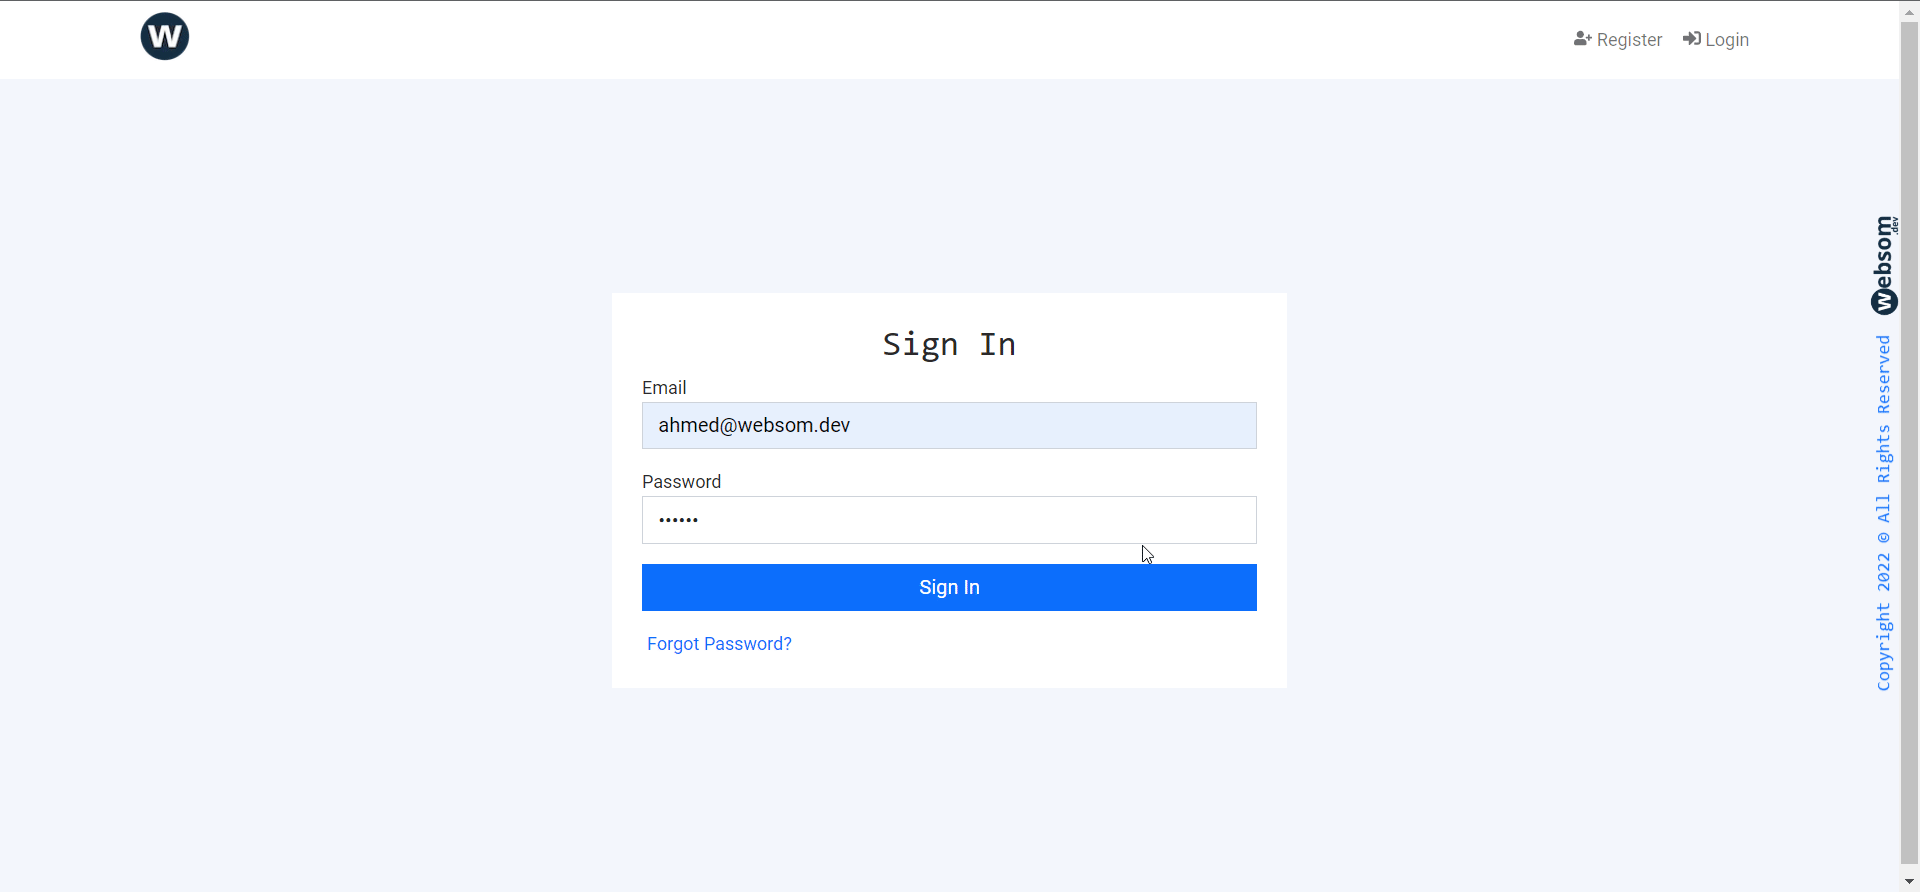 W
Register
Login
Sign In
Email
ahmed@websom.dev
Password
••••••
Sign In
Forgot Password?
Websom
.dev
Copyright 2022 © All Rights Reserved